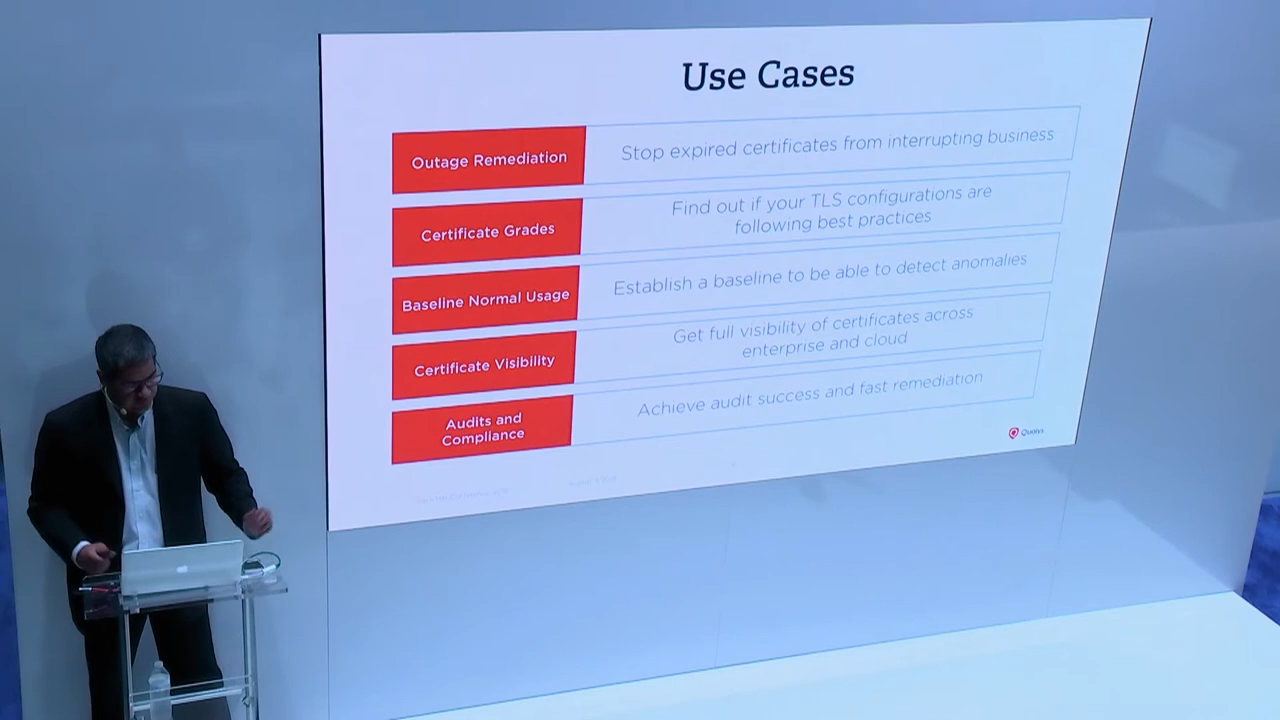 Use Cases
Outage Remediation
Stop expired certificates from interrupting business
Certificate Grades
Find out if your TLS configurations are
following best practices
Baseline Normal Usage
Establish a baseline to be able to detect anomalies
Certificate Visibility
Get full visibility of certificates across
enterprise and cloud
Audits and
Compliance
Achieve audit success and fast remediation
Qualys